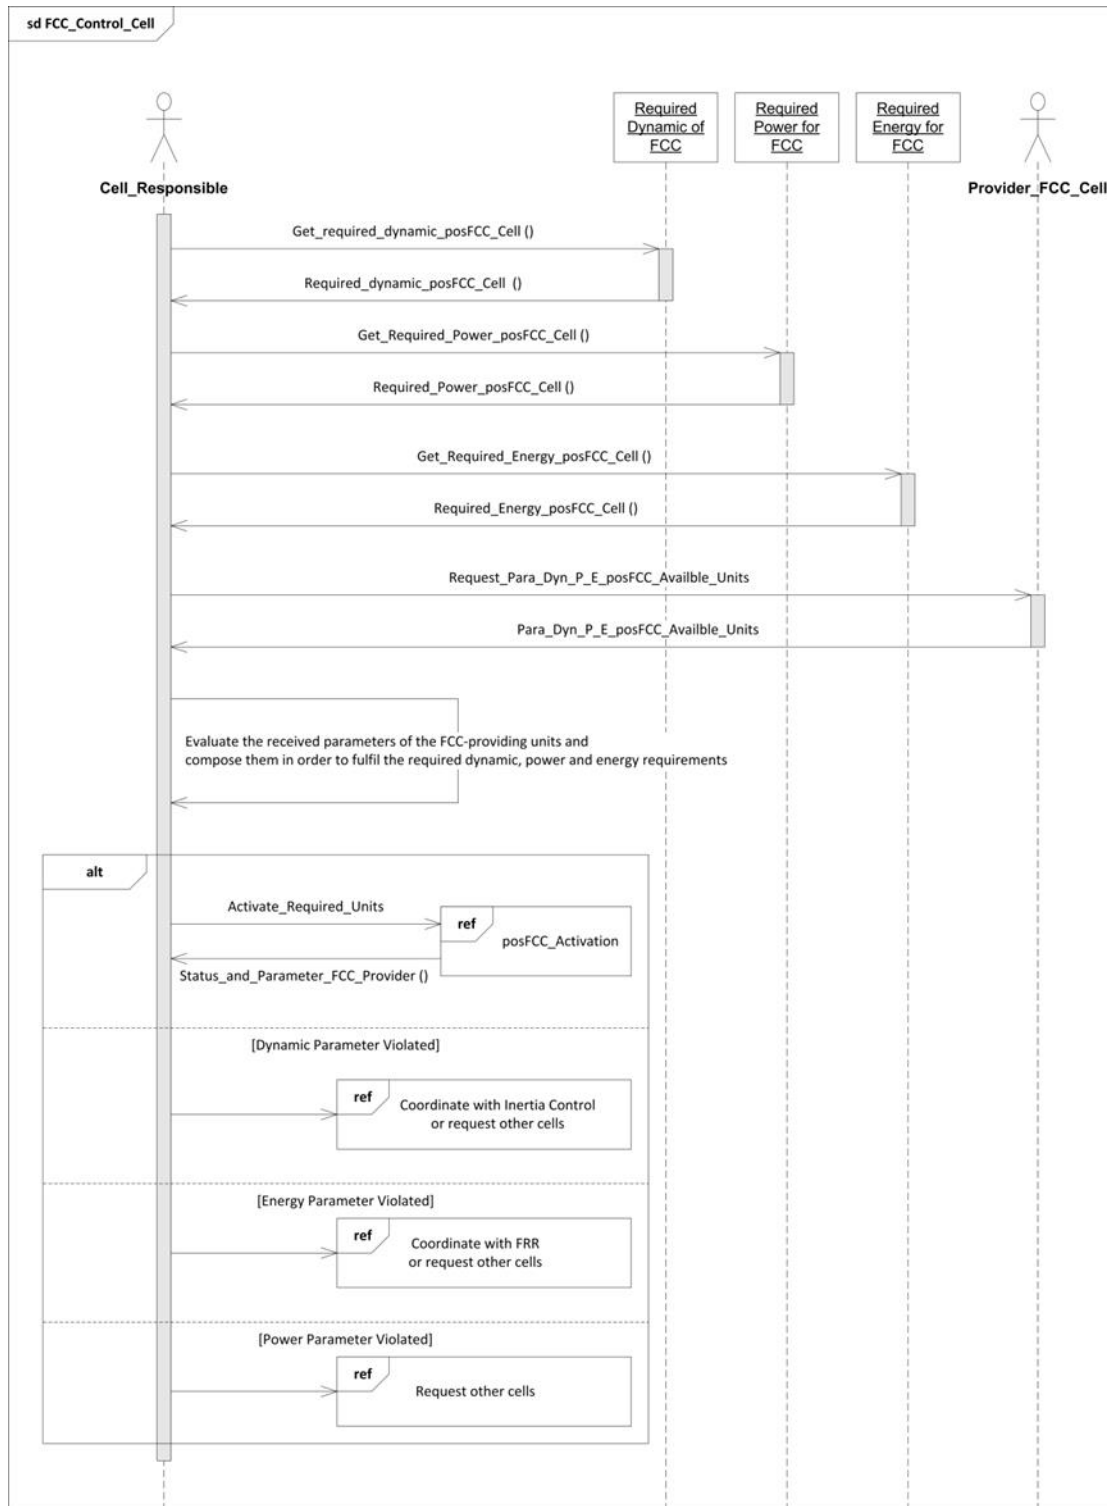 sd FCC_Control_Cell
Required
Dynamic of
FCC
Required
Power for
FCC
Required
Energy for
FCC
Cell_Responsible
Provider_FCC_Cell
Get_required_dynamic_posFCC_Cell ()
Required_dynamic_posFCC_Cell ()
Get_Required_Power_posFCC_Cell ()
Required_Power_posFCC_Cell ()
Get_Required_Energy_posFCC_Cell ()
Required_Energy_posFCC_Cell ()
Request_Para_Dyn_P_E_posFCC_Availble_Units
Para_Dyn_P_E_posFCC_Availble_Units
Evaluate the received parameters of the FCC-providing units and
compose them in order to fulfil the required dynamic, power and energy requirements
alt
Activate_Required_Units
ref
posFCC_Activation
Status_and_Parameter_FCC_Provider ()
[Dynamic Parameter Violated]
ref
Coordinate with Inertia Control
or request other cells
[Energy Parameter Violated]
ref
Coordinate with FRR
or request other cells
[Power Parameter Violated]
ref
Request other cells